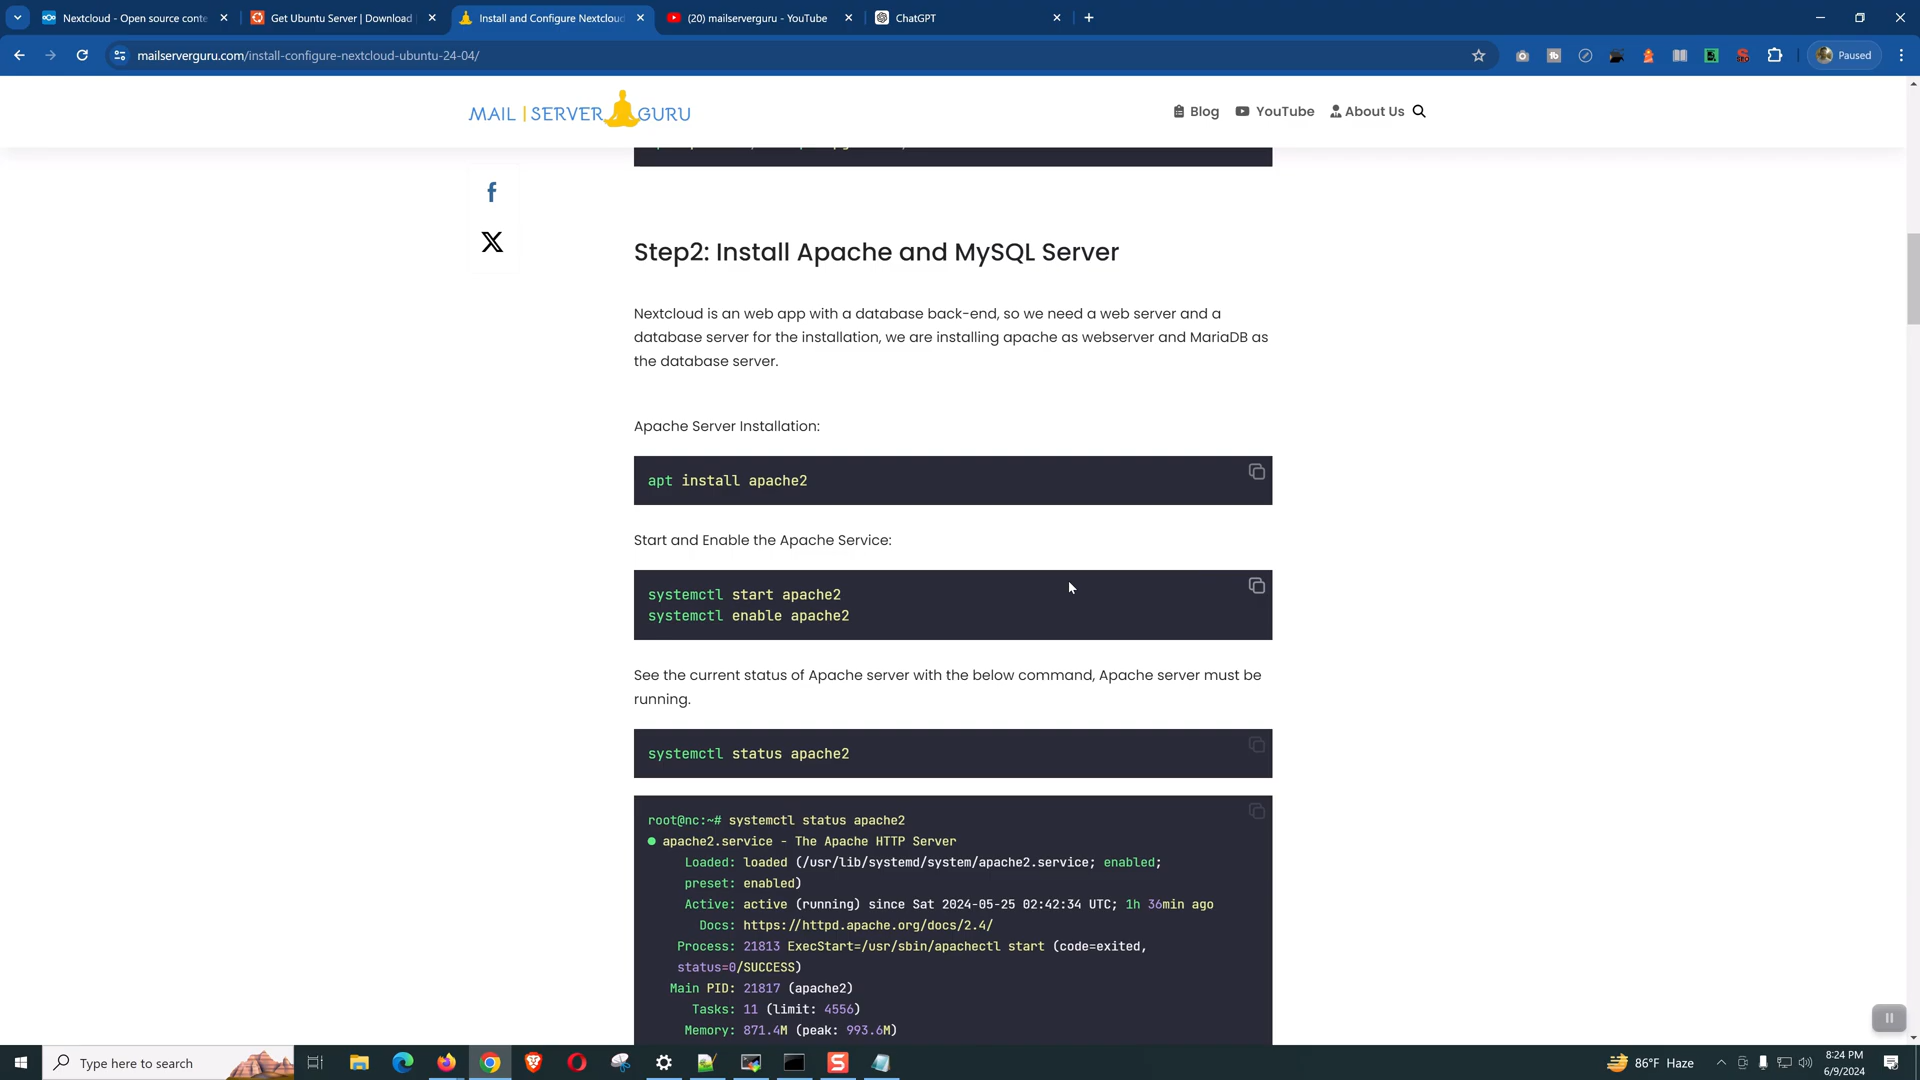 Nextcloud - Open source conte
Get Ubuntu Server | Download
Install and Configure Nextcloud
(20) mailserverguru - YouTube
ChatGPT
mailserverguru.com/install-configure-nextcloud-ubuntu-24-04/
Paused
MAIL | SERVER GURU
Blog
YouTube
About Us
Step2: Install Apache and MySQL Server
Nextcloud is an web app with a database back-end, so we need a web server and a
database server for the installation, we are installing apache as webserver and MariaDB as
the database server.
Apache Server Installation:
apt install apache2
Start and Enable the Apache Service:
systemctl start apache2
systemctl enable apache2
See the current status of Apache server with the below command, Apache server must be
running.
systemctl status apache2
root@nc:~# systemctl status apache2
● apache2.service - The Apache HTTP Server
Loaded: loaded (/usr/lib/systemd/system/apache2.service; enabled;
preset: enabled)
Active: active (running) since Sat 2024-05-25 02:42:34 UTC; 1h 36min ago
Docs: https://httpd.apache.org/docs/2.4/
Process: 21813 ExecStart=/usr/sbin/apachectl start (code=exited,
status=0/SUCCESS)
Main PID: 21817 (apache2)
Tasks: 11 (limit: 4556)
Memory: 871.4M (peak: 993.6M)
Type here to search
86°F Haze
8:24 PM
6/9/2024